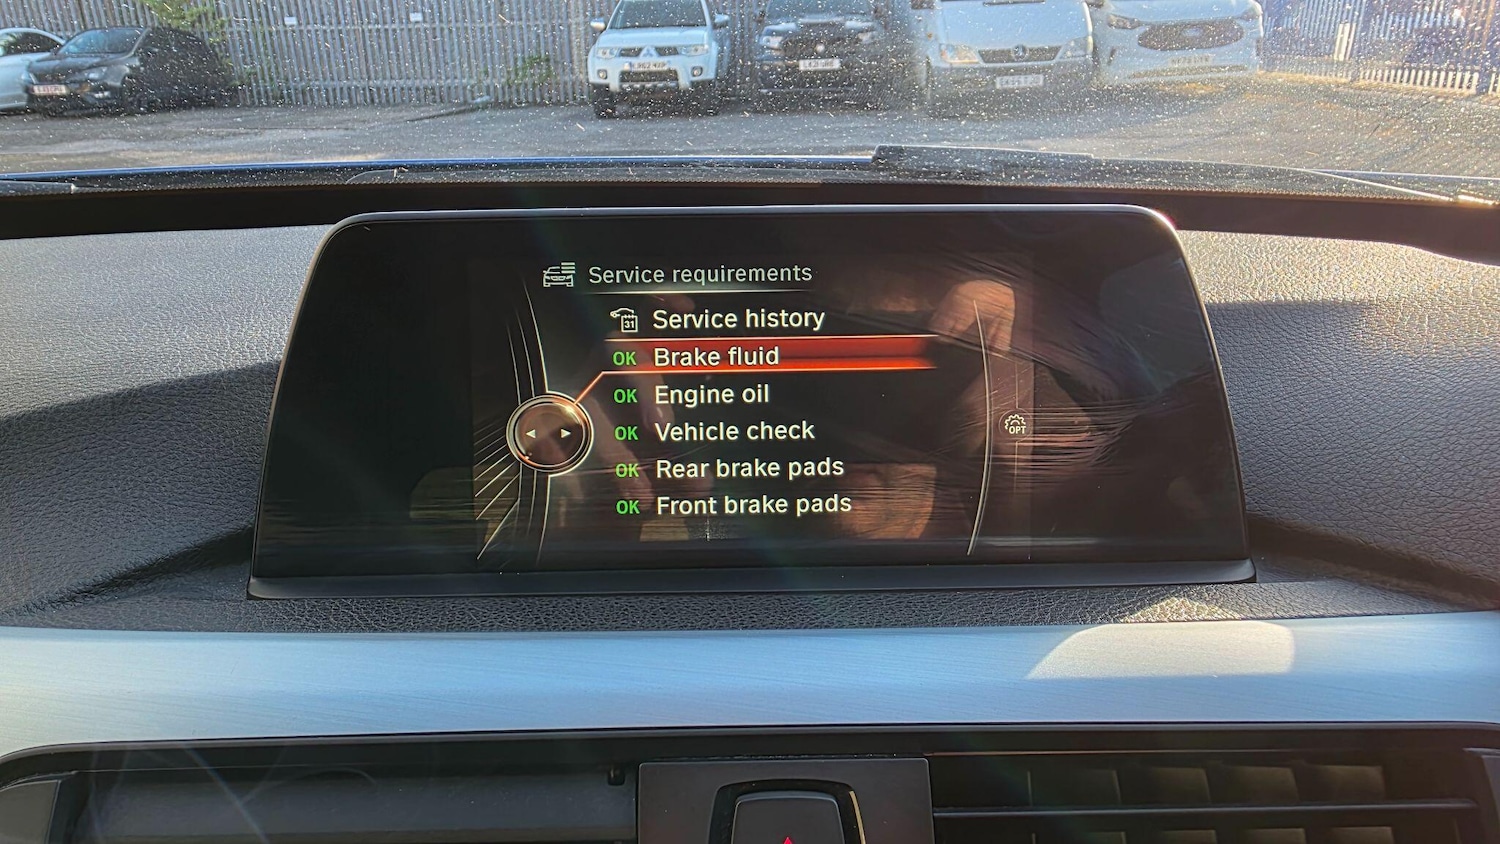 Service requirements
31 Service history
OK Brake fluid
OK Engine oil
OK Vehicle check
OK Rear brake pads
OK Front brake pads
OPT